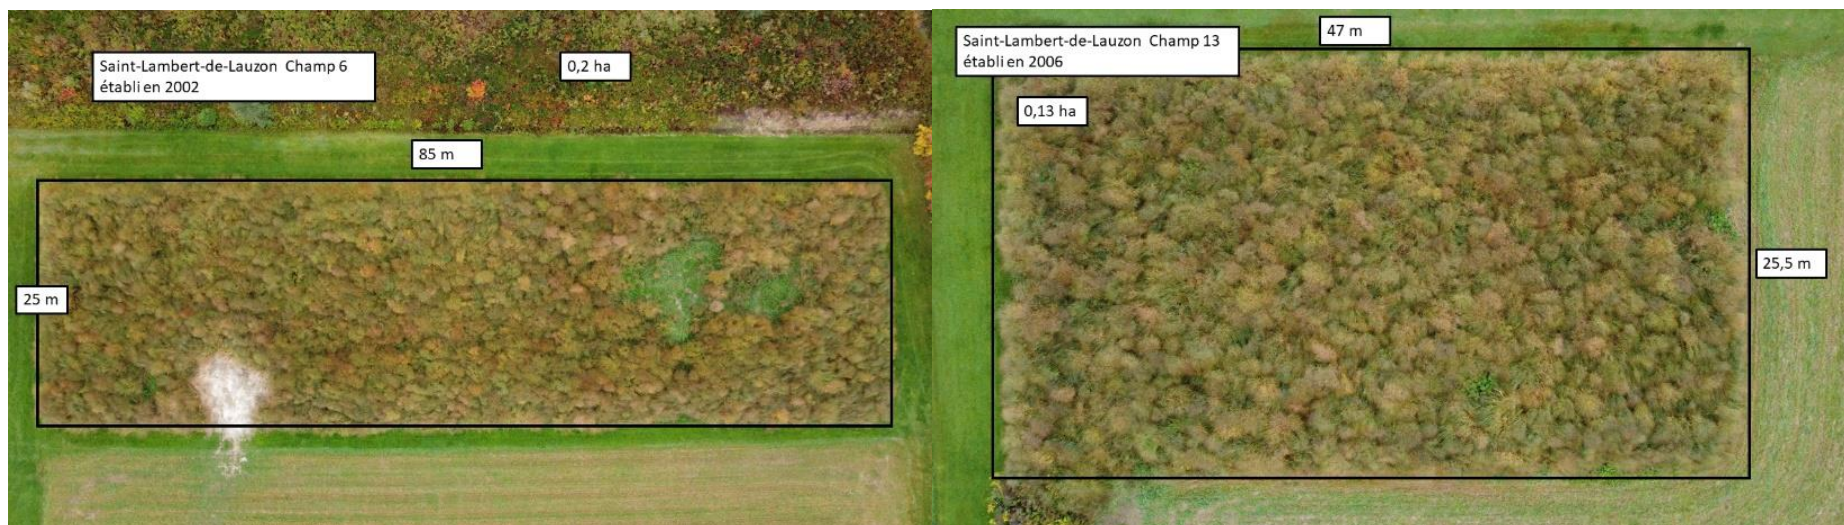 Saint-Lambert-de-Lauzon Champ 6
établi en 2002
0,2 ha
85 m
25 m
Saint-Lambert-de-Lauzon Champ 13
établi en 2006
47 m
0,13 ha
25,5 m